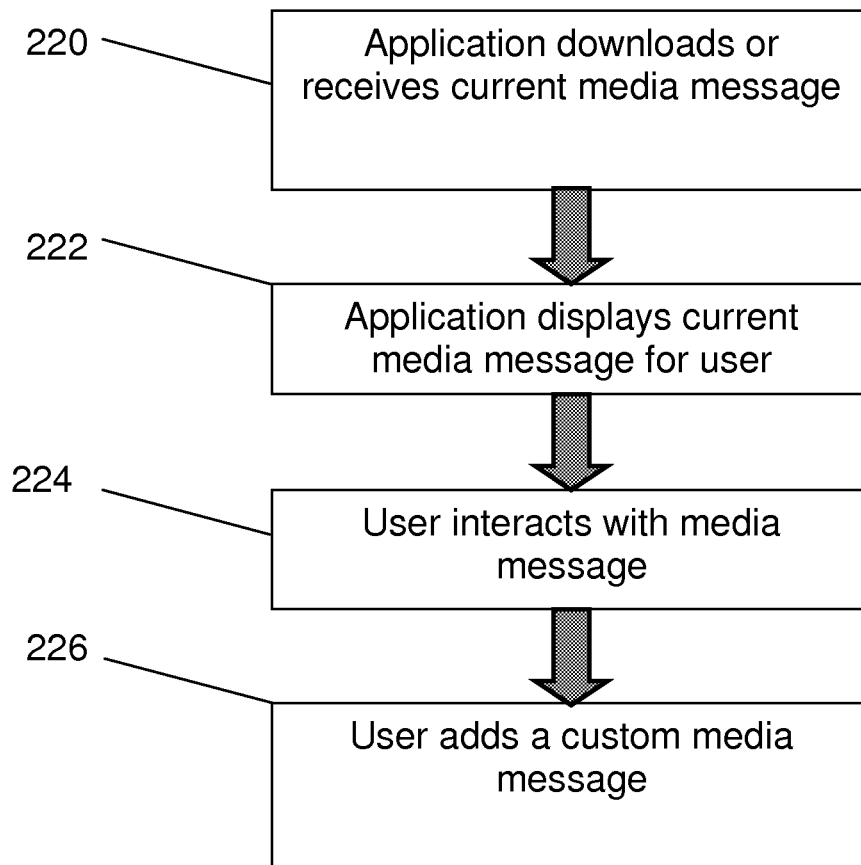 220
Application downloads or
receives current media message
222
Application displays current
media message for user
224
User interacts with media
message
226
User adds a custom media
message